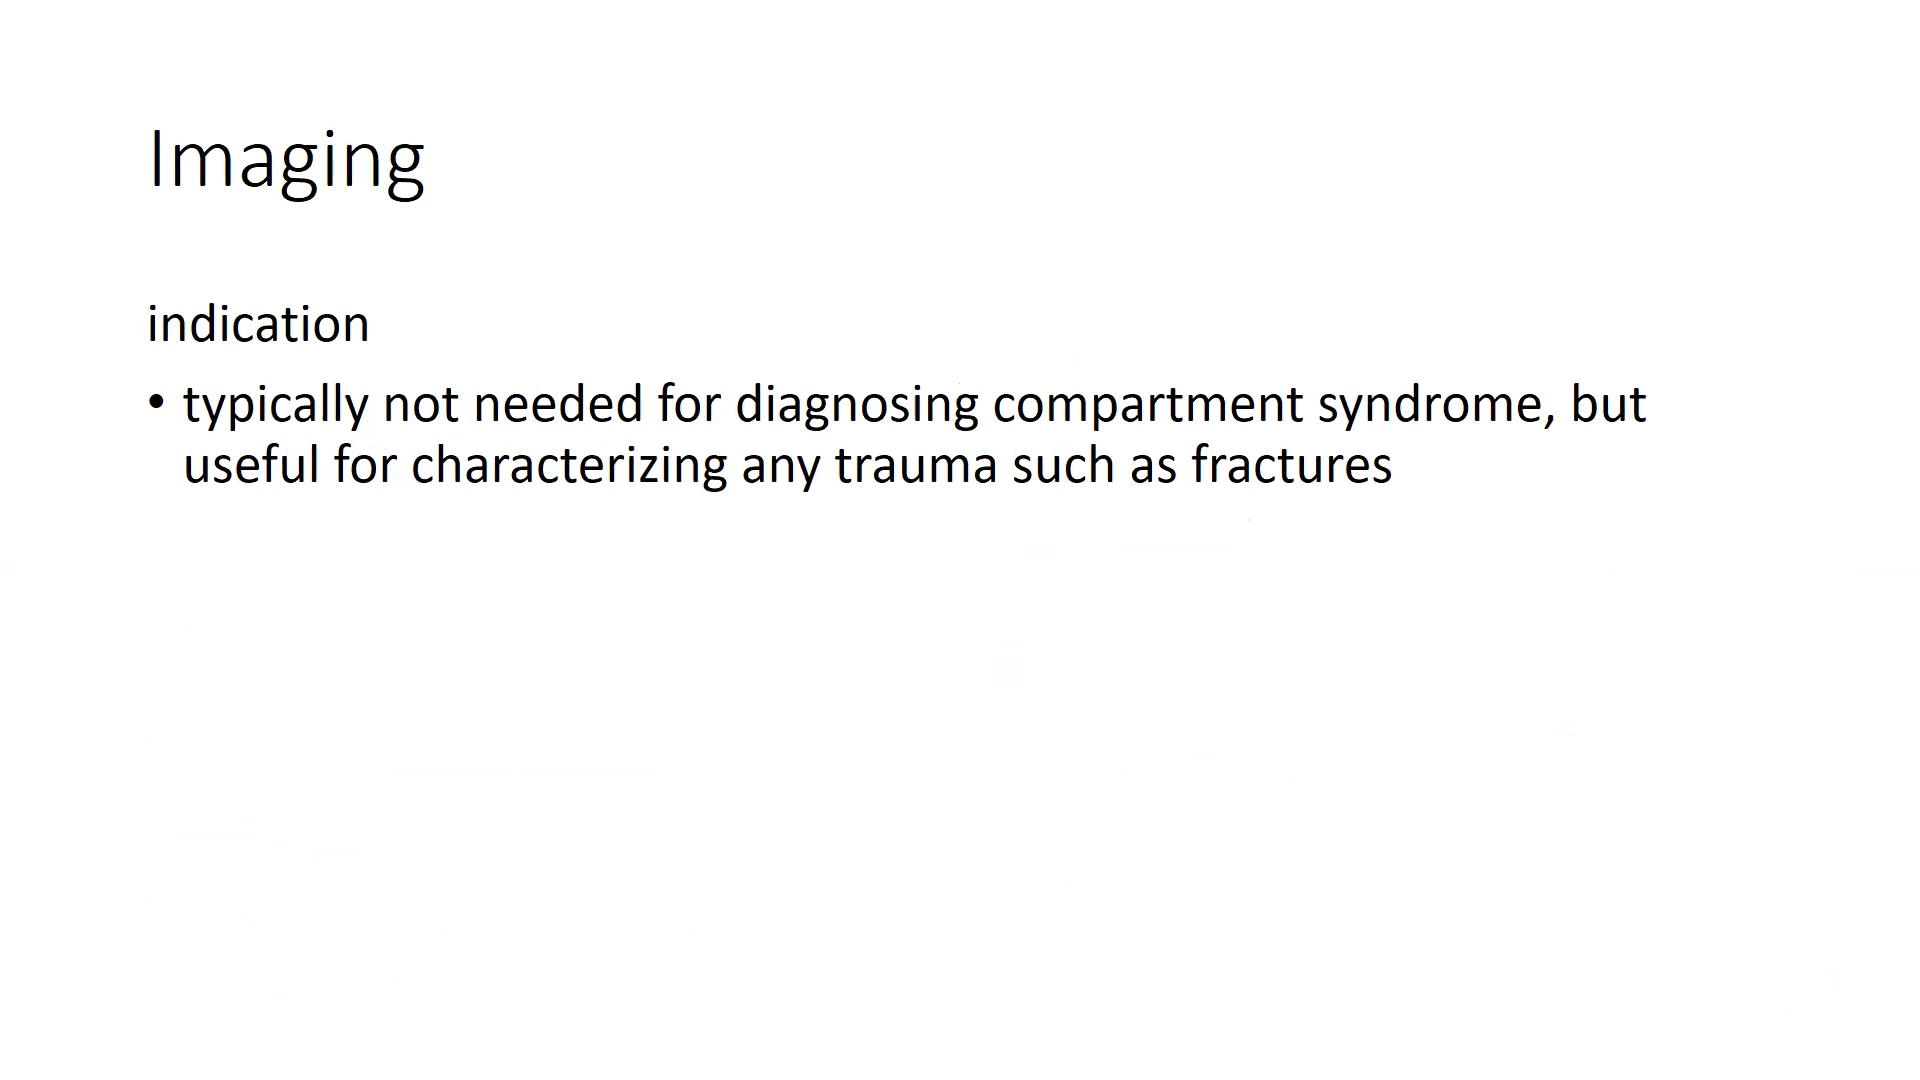 Imaging
indication
• typically not needed for diagnosing compartment syndrome, but
useful for characterizing any trauma such as fractures